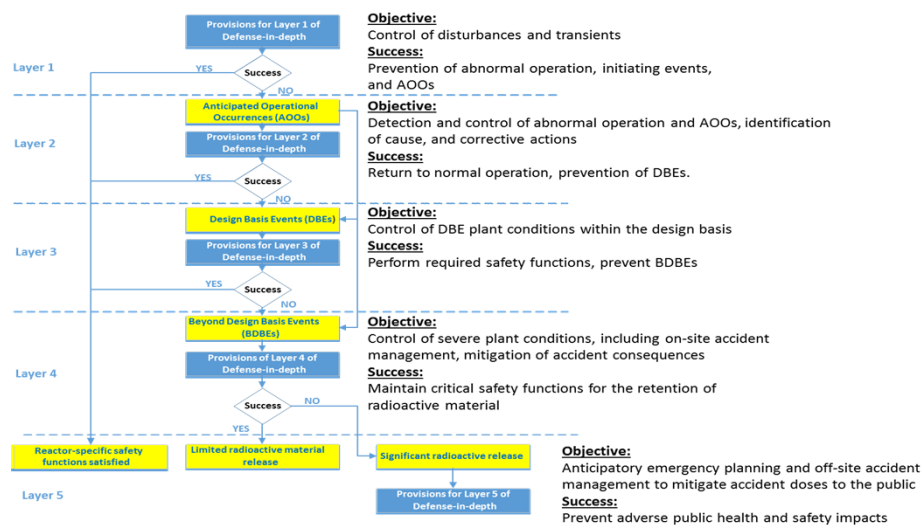 Provisions for Layer 1 of
Defense-in-depth
Objective:
Control of disturbances and transients
Success:
Prevention of abnormal operation, initiating events,
and AOOs
Layer 1
YES
Success
NO
Anticipated Operational
Occurrences (AOOs)
Objective:
Detection and control of abnormal operation and AOOs, identification
of cause, and corrective actions
Success:
Return to normal operation, prevention of DBEs.
Layer 2
Provisions for Layer 2 of
Defense-in-depth
YES
Success
NO
Design Basis Events (DBEs)
Objective:
Control of DBE plant conditions within the design basis
Success:
Perform required safety functions, prevent BDBEs
Layer 3
Provisions for Layer 3 of
Defense-in-depth
YES
Success
NO
Beyond Design Basis Events
(BDBEs)
Objective:
Control of severe plant conditions, including on-site accident
management, mitigation of accident consequences
Success:
Maintain critical safety functions for the retention of
radioactive material
Layer 4
Provisions of Layer 4 of
Defense-in-depth
Success
NO
YES
Reactor-specific safety
functions satisfied
Limited radioactive material
release
Significant radioactive release
Objective:
Anticipatory emergency planning and off-site accident
management to mitigate accident doses to the public
Success:
Prevent adverse public health and safety impacts
Layer 5
Provisions for Layer 5 of
Defense-in-depth